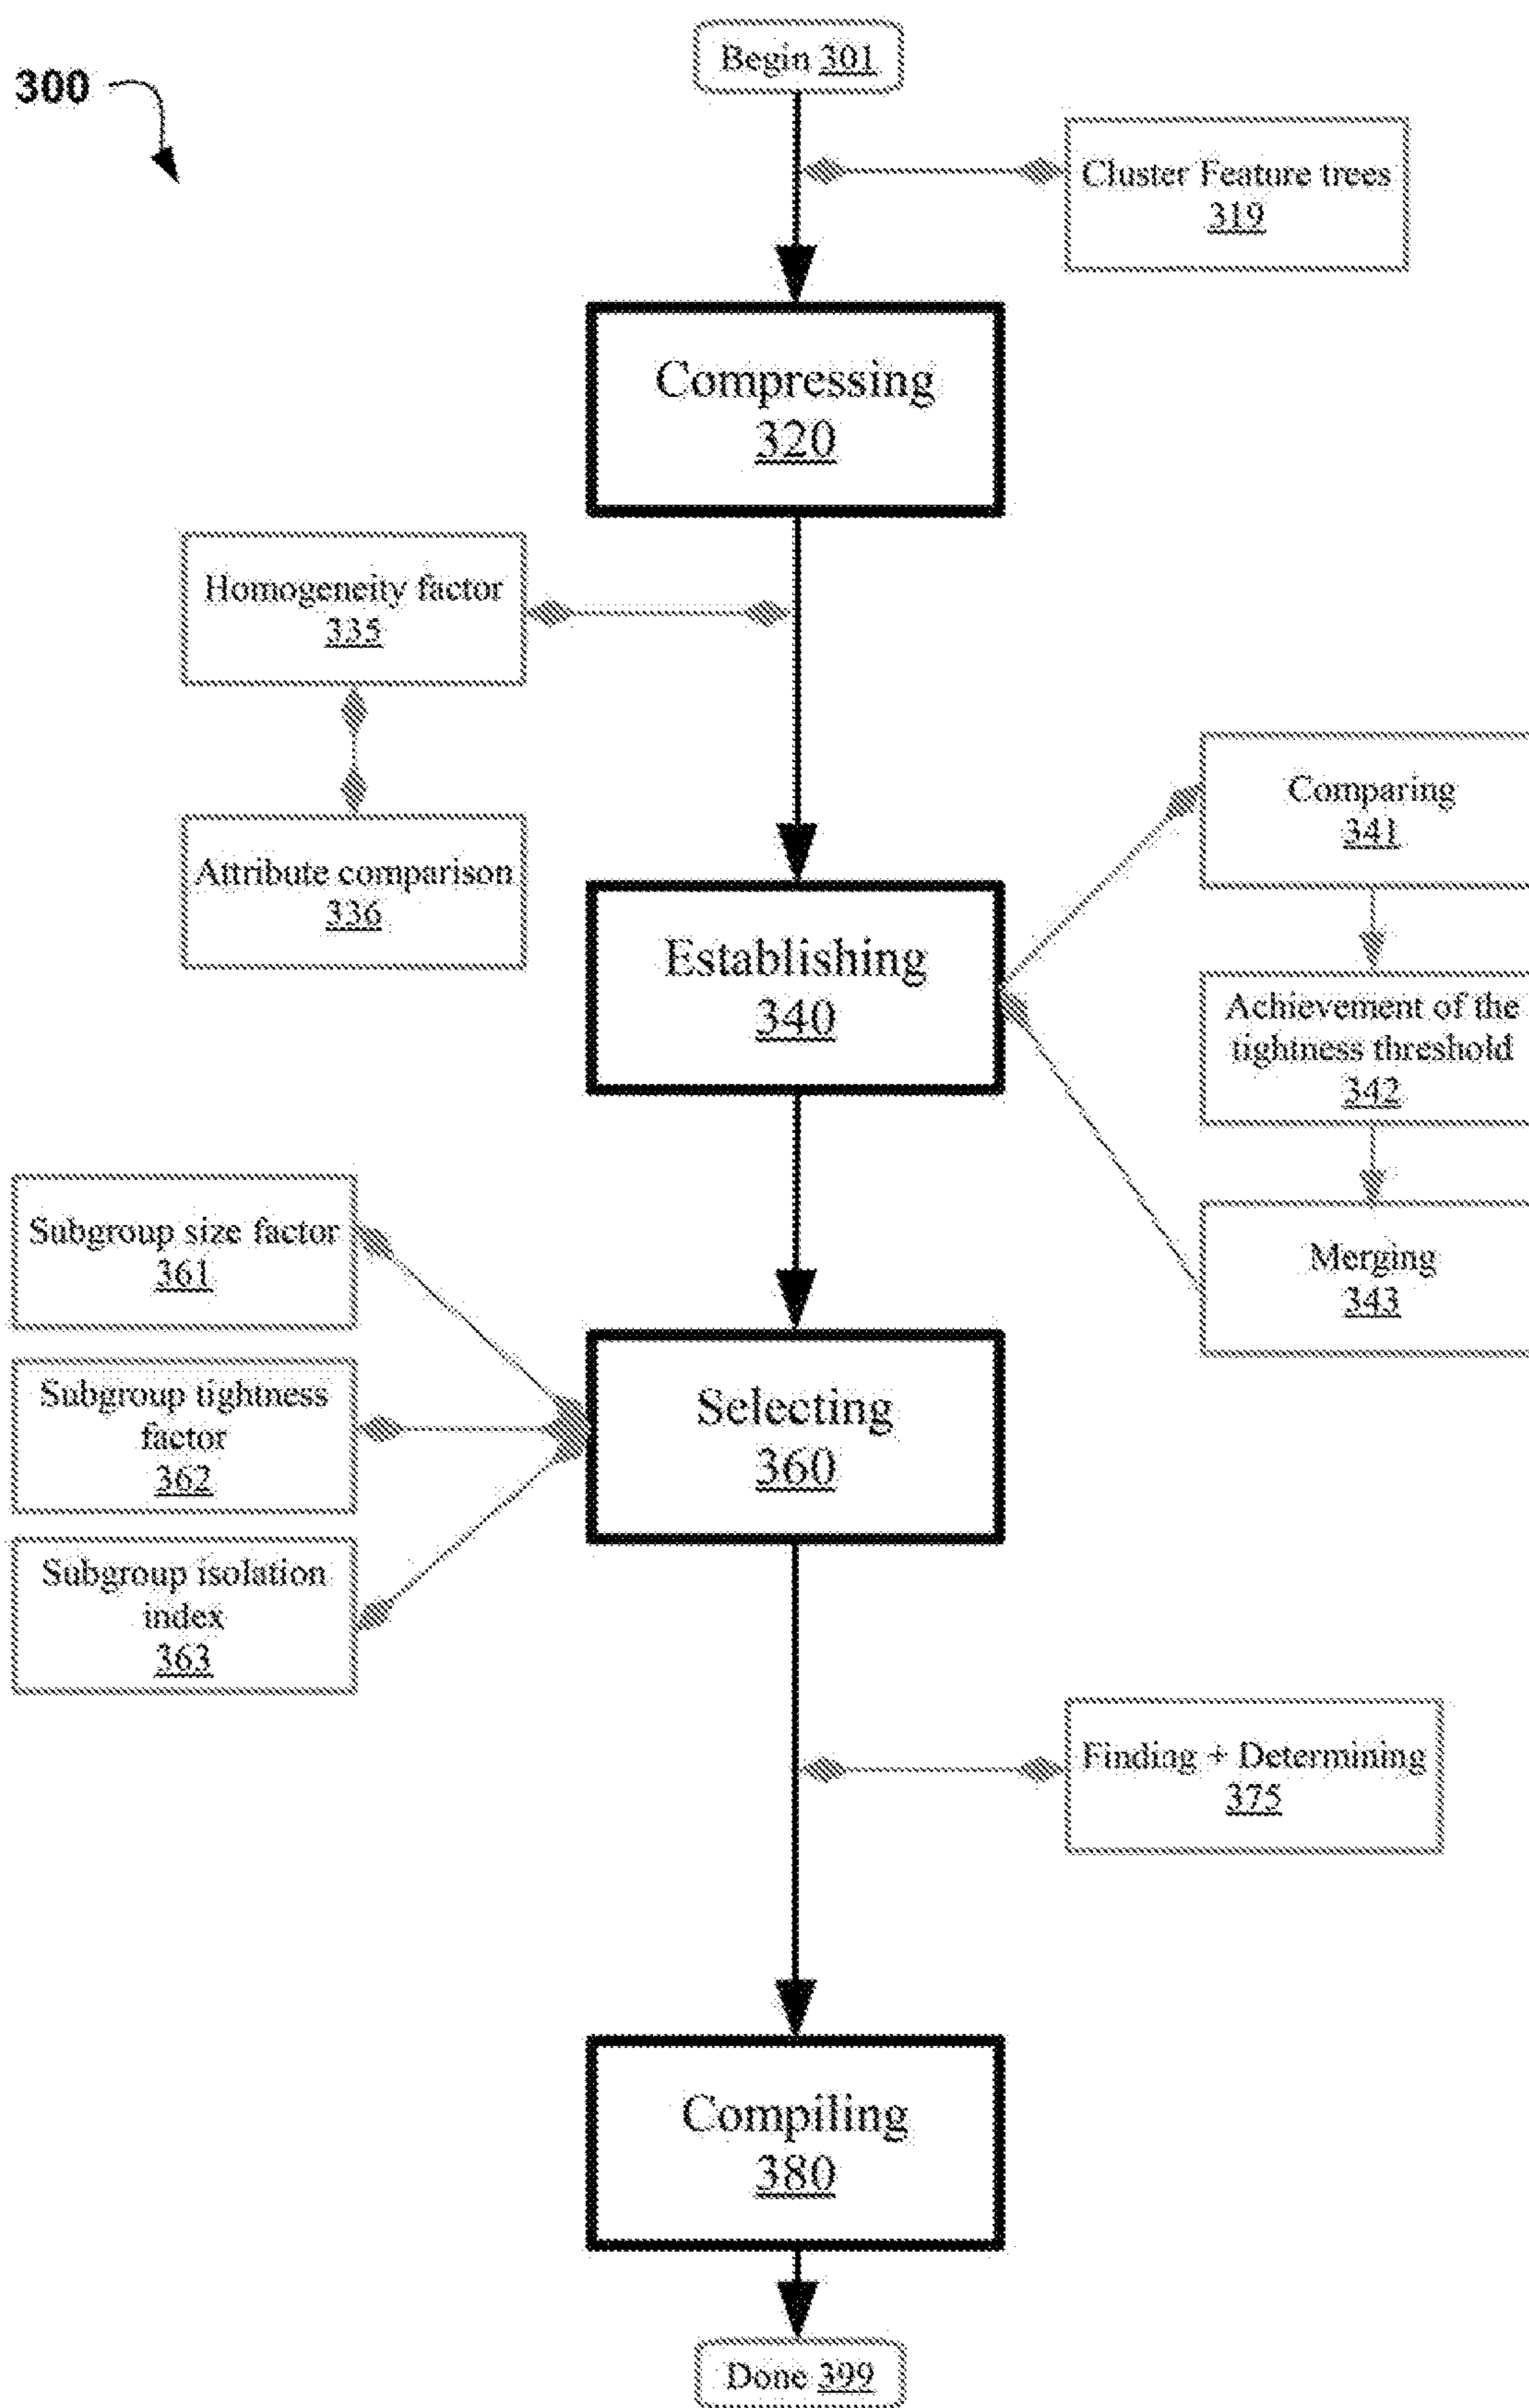 300
Begin 301
Cluster Feature trees
319
Compressing
320
Homogeneity factor
335
Attribute comparison
336
Comparing
341
Establishing
340
Achievement of the
tightness threshold
342
Merging
343
Subgroup size factor
361
Subgroup tightness
factor
362
Selecting
360
Subgroup isolation
index
363
Finding + Determining
375
Compiling
380
Done 399